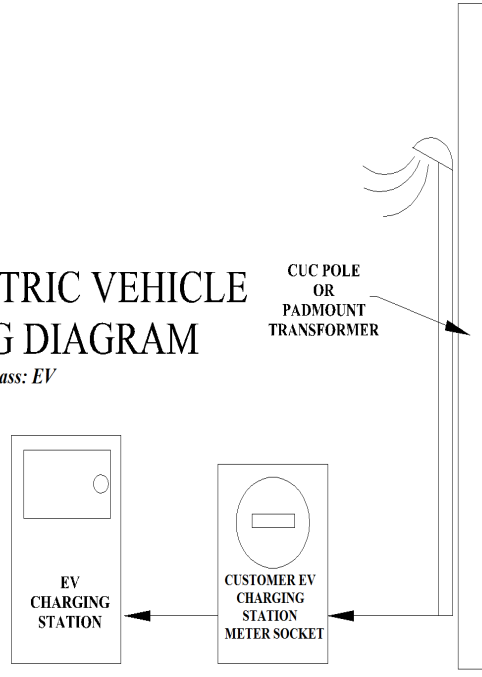 CUC POLE
OR
PADMOUNT
TRANSFORMER
TRIC VEHICLE
G DIAGRAM
ass: EV
EV
CHARGING
STATION
CUSTOMER EV
CHARGING
STATION
METER SOCKET